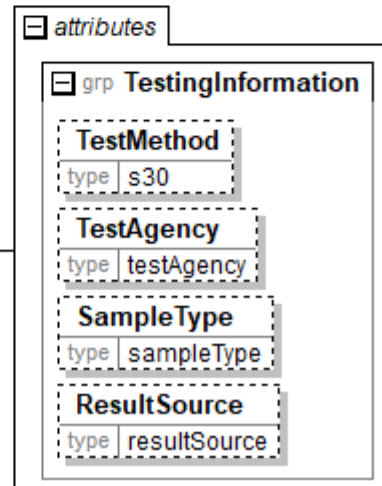 attributes
grp TestingInformation
TestMethod
type s30
TestAgency
type testAgency
SampleType
type sampleType
ResultSource
type resultSource